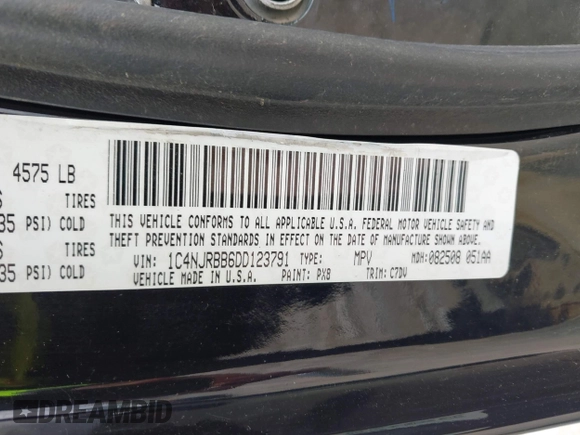 4575 LB
TIRES
35 PSI) COLD
THIS VEHICLE CONFORMS TO ALL APPLICABLE U.S.A. FEDERAL MOTOR VEHICLE SAFETY AND
TIRES
THEFT PREVENTION STANDARDS IN EFFECT ON THE DATE OF MANUFACTURE SHOWN ABOVE.
35 PSI) COLD
VIN: 1C4NJRBB6DD123791 TYPE: MPV MDH:082508 051AA
VEHICLE MADE IN U.S.A. PAINT: PX8 TRIM: C7DV
DREAMBID